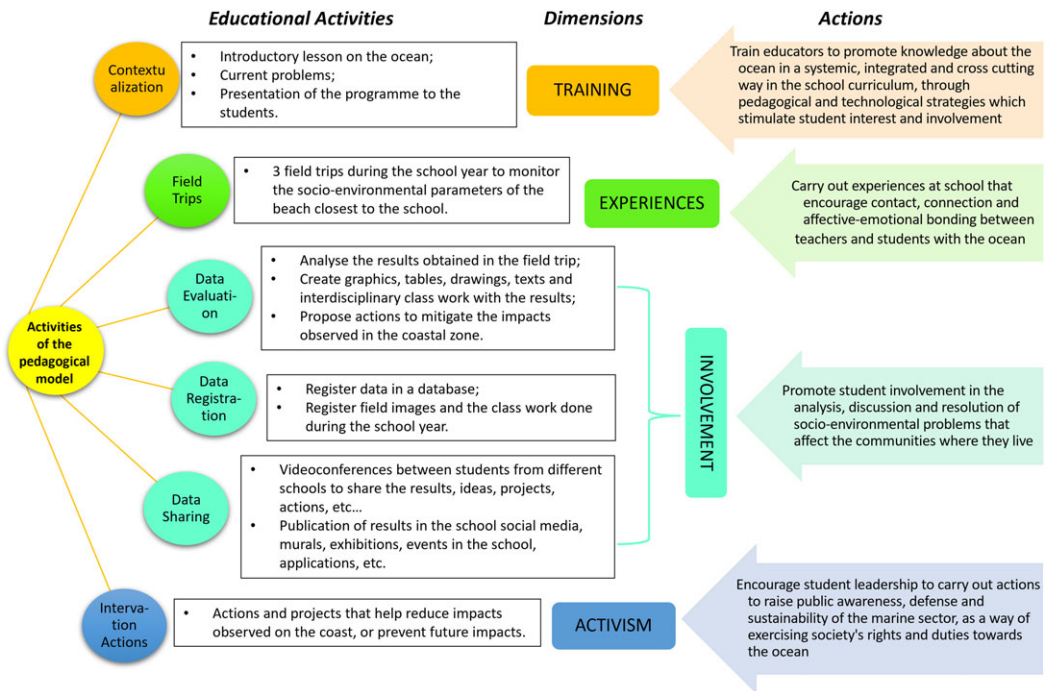 Educational Activities
Dimensions
Actions
Contextu
alization
• Introductory lesson on the ocean;
• Current problems;
• Presentation of the programme to the
students.
TRAINING
Train educators to promote knowledge about the
ocean in a systemic, integrated and cross cutting
way in the school curriculum, through
pedagogical and technological strategies which
stimulate student interest and involvement
Field
Trips
• 3 field trips during the school year to monitor
the socio-environmental parameters of the
beach closest to the school.
EXPERIENCES
Carry out experiences at school that
encourage contact, connection and
affective-emotional bonding between
teachers and students with the ocean
Activities
of the
pedagogical
model
Data
Evaluati-
on
• Analyse the results obtained in the field trip;
• Create graphics, tables, drawings, texts and
interdisciplinary class work with the results;
• Propose actions to mitigate the impacts
observed in the coastal zone.
Data
Registra-
tion
• Register data in a database;
• Register field images and the class work done
during the school year.
Data
Sharing
• Videoconferences between students from different
schools to share the results, ideas, projects,
actions, etc...
• Publication of results in the school social media,
murals, exhibitions, events in the school,
applications, etc.
INVOLVEMENT
Promote student involvement in the
analysis, discussion and resolution of
socio-environmental problems that
affect the communities where they live
Interva-
tion
Actions
• Actions and projects that help reduce impacts
observed on the coast, or prevent future impacts.
ACTIVISM
Encourage student leadership to carry out actions
to raise public awareness, defense and
sustainability of the marine sector, as a way of
exercising society's rights and duties towards
the ocean